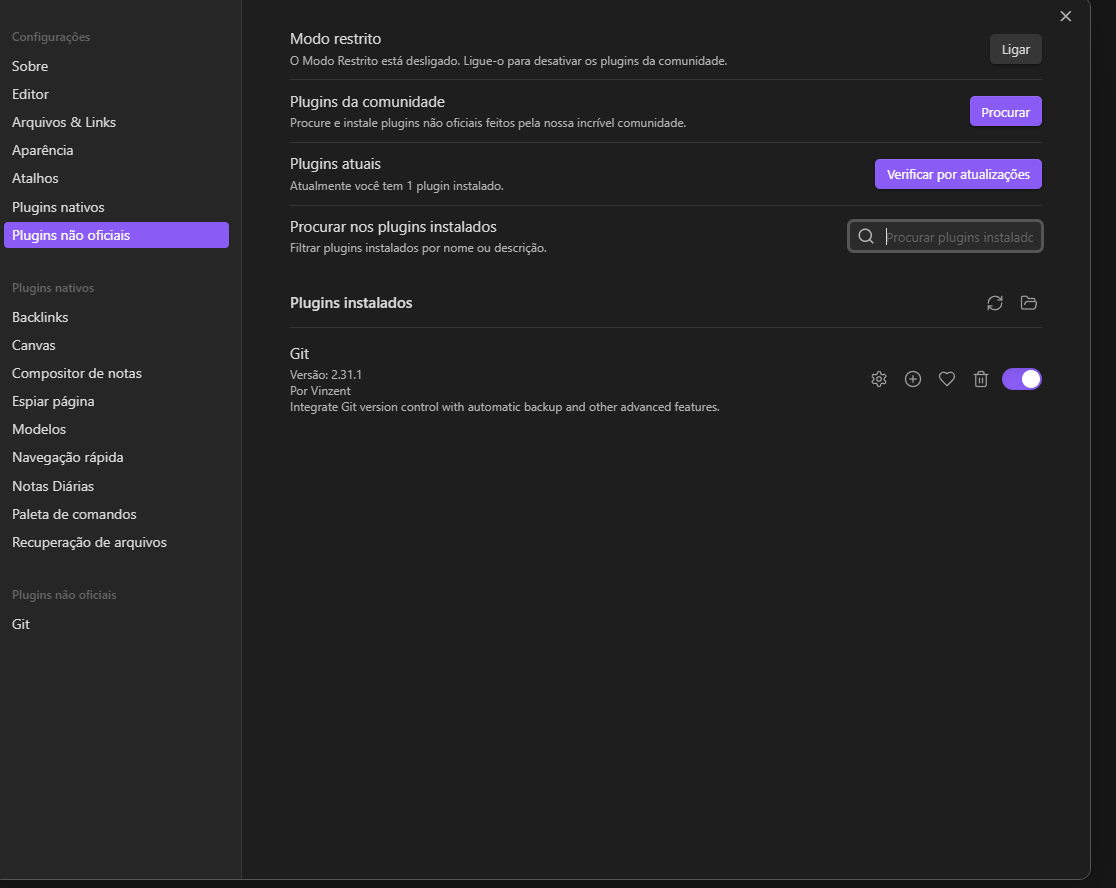 Configurações
Sobre
Editor
Arquivos & Links
Aparência
Atalhos
Plugins nativos
Plugins não oficiais
Plugins nativos
Backlinks
Canvas
Compositor de notas
Espiar página
Modelos
Navegação rápida
Notas Diárias
Paleta de comandos
Recuperação de arquivos
Plugins não oficiais
Git
Modo restrito
O Modo Restrito está desligado. Ligue-o para desativar os plugins da comunidade.
Ligar
Plugins da comunidade
Procure e instale plugins não oficiais feitos pela nossa incrível comunidade.
Procurar
Plugins atuais
Atualmente você tem 1 plugin instalado.
Verificar por atualizações
Procurar nos plugins instalados
Filtrar plugins instalados por nome ou descrição.
Procurar plugins instalado
Plugins instalados
Git
Versão: 2.31.1
Por Vinzent
Integrate Git version control with automatic backup and other advanced features.